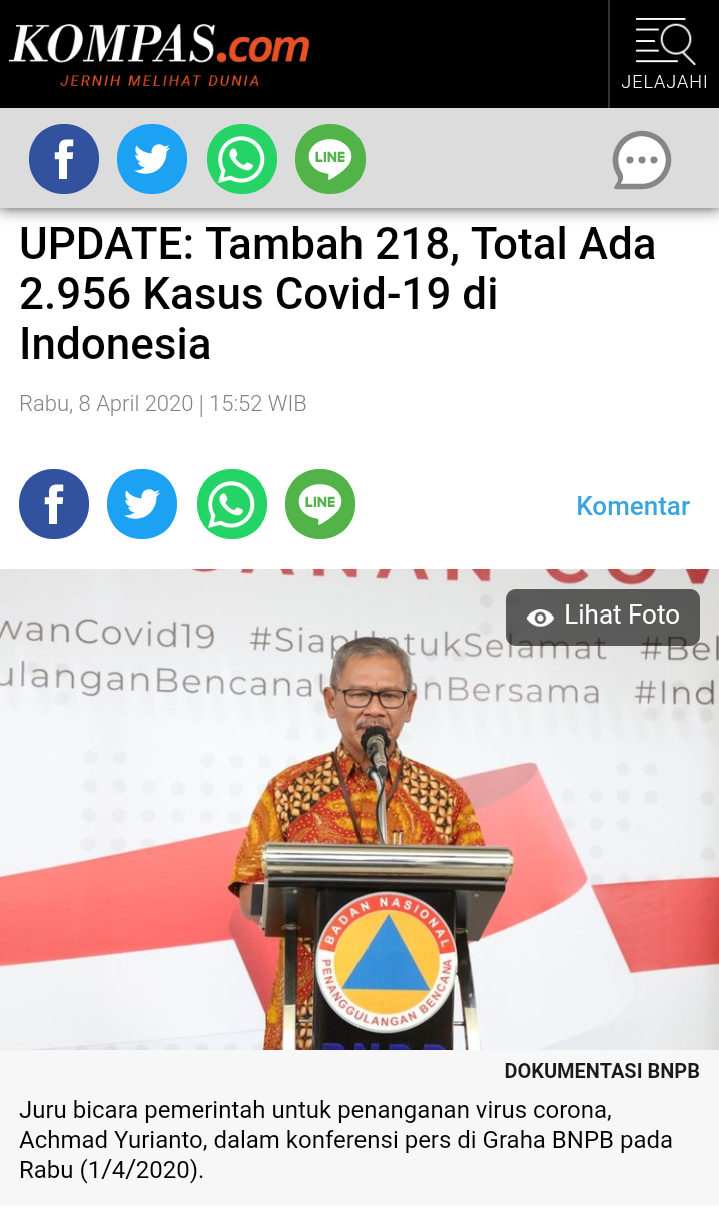 KOMPAS.com
JERNIH MELIHAT DUNIA
JELAJAHI
LINE
UPDATE: Tambah 218, Total Ada
2.956 Kasus Covid-19 di
Indonesia
Rabu, 8 April 2020 | 15:52 WIB
LINE
Komentar
Lihat Foto
wanCovid19 #SiapUntukSelamat #Bel
ulanganBencana #Ind
BADAN NASIONAL
PENANGGULANGAN BENCANA
BNPB
DOKUMENTASI BNPB
Juru bicara pemerintah untuk penanganan virus corona,
Achmad Yurianto, dalam konferensi pers di Graha BNPB pada
Rabu (1/4/2020).